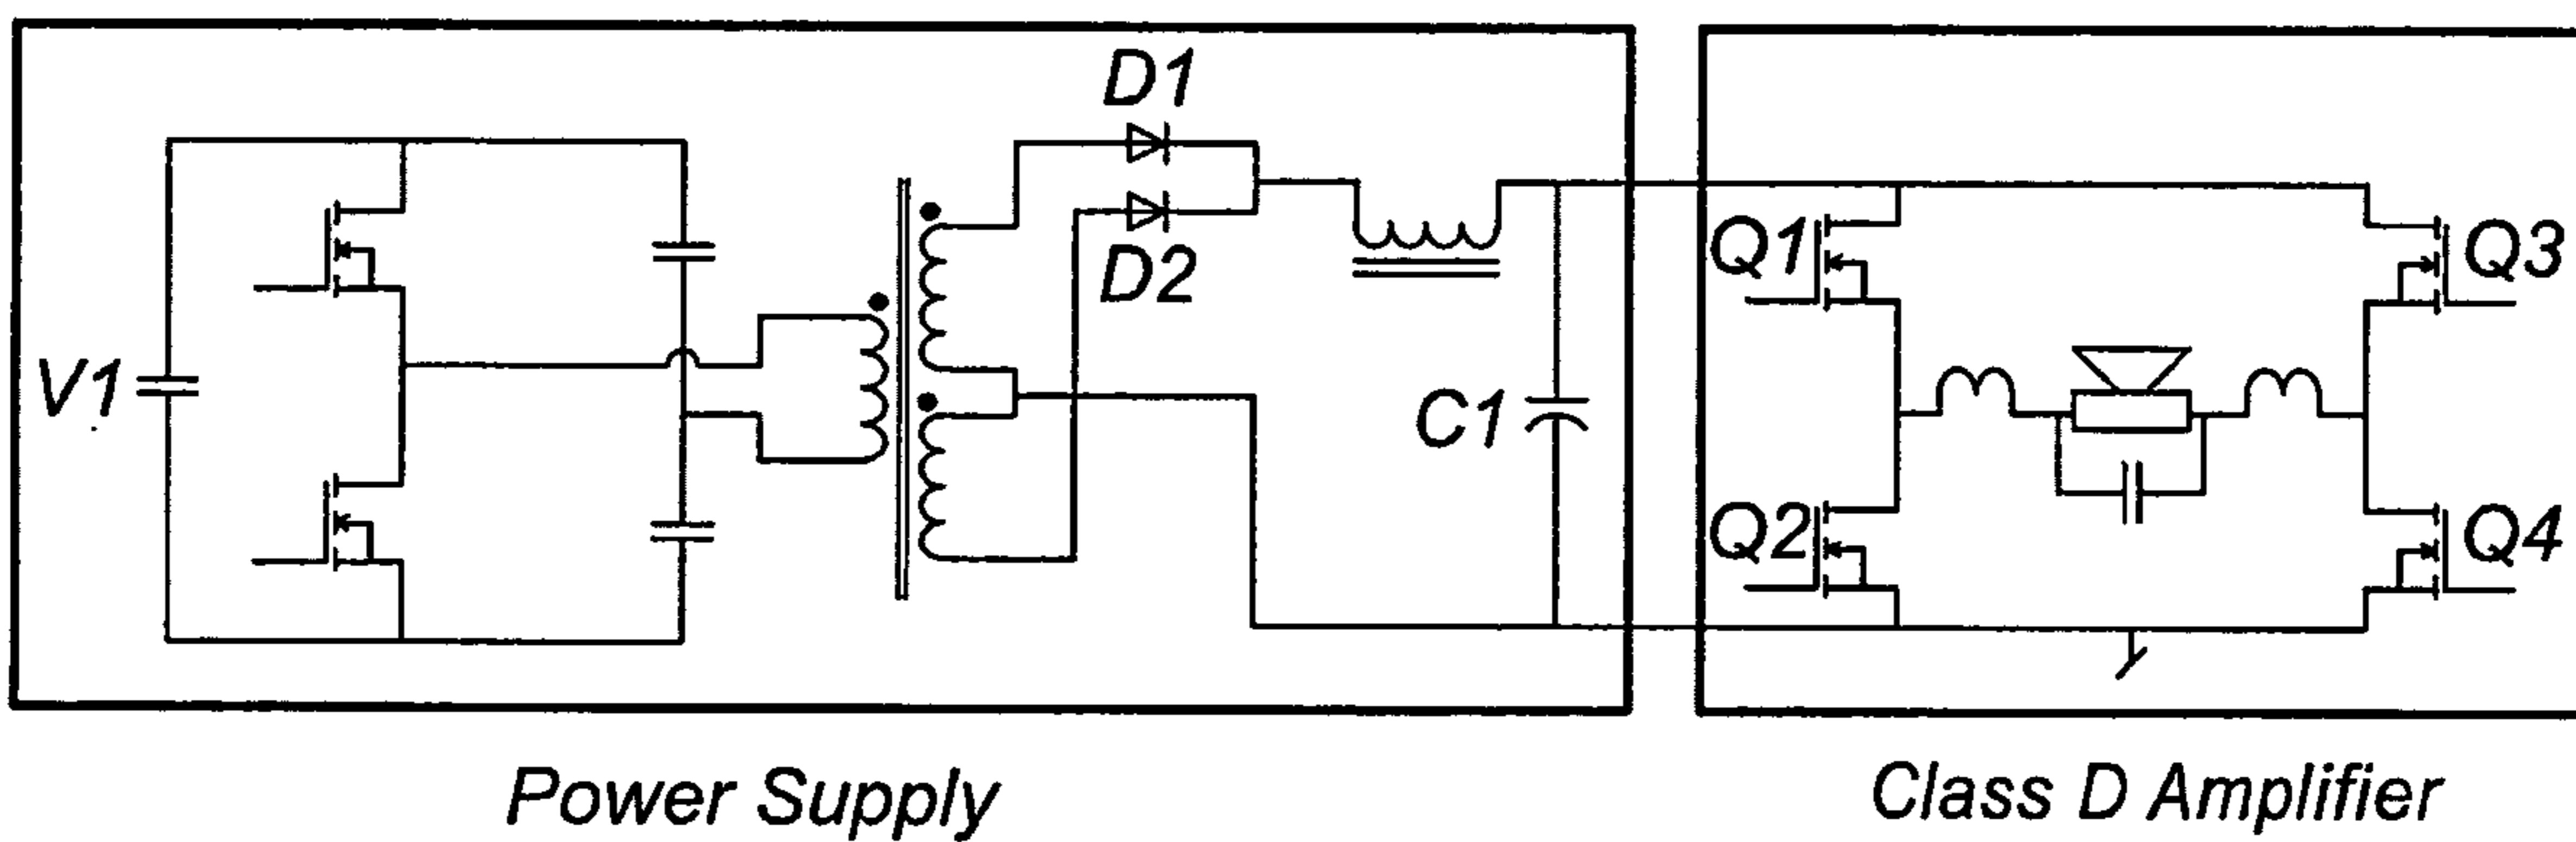 D1
D2
V1
C1
Q1
Q2
Q3
Q4
Power Supply
Class D Amplifier